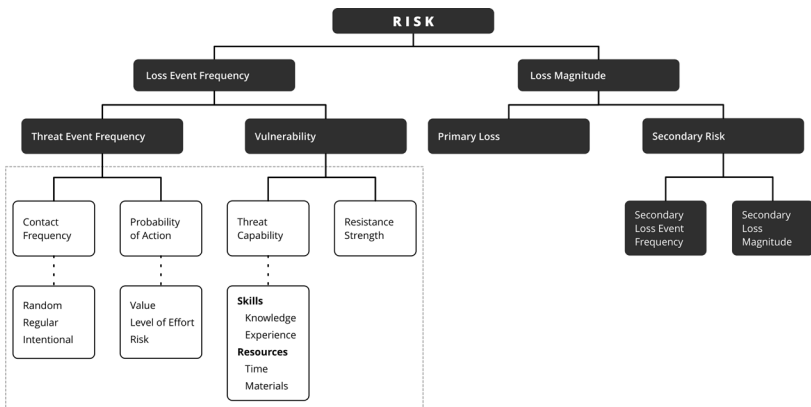 RISK
Loss Event Frequency
Loss Magnitude
Threat Event Frequency
Vulnerability
Primary Loss
Secondary Risk
Contact
Frequency
Probability
of Action
Threat
Capability
Resistance
Strength
Secondary
Loss Event
Frequency
Secondary
Loss
Magnitude
Random
Regular
Intentional
Value
Level of Effort
Risk
Skills
Knowledge
Experience
Resources
Time
Materials